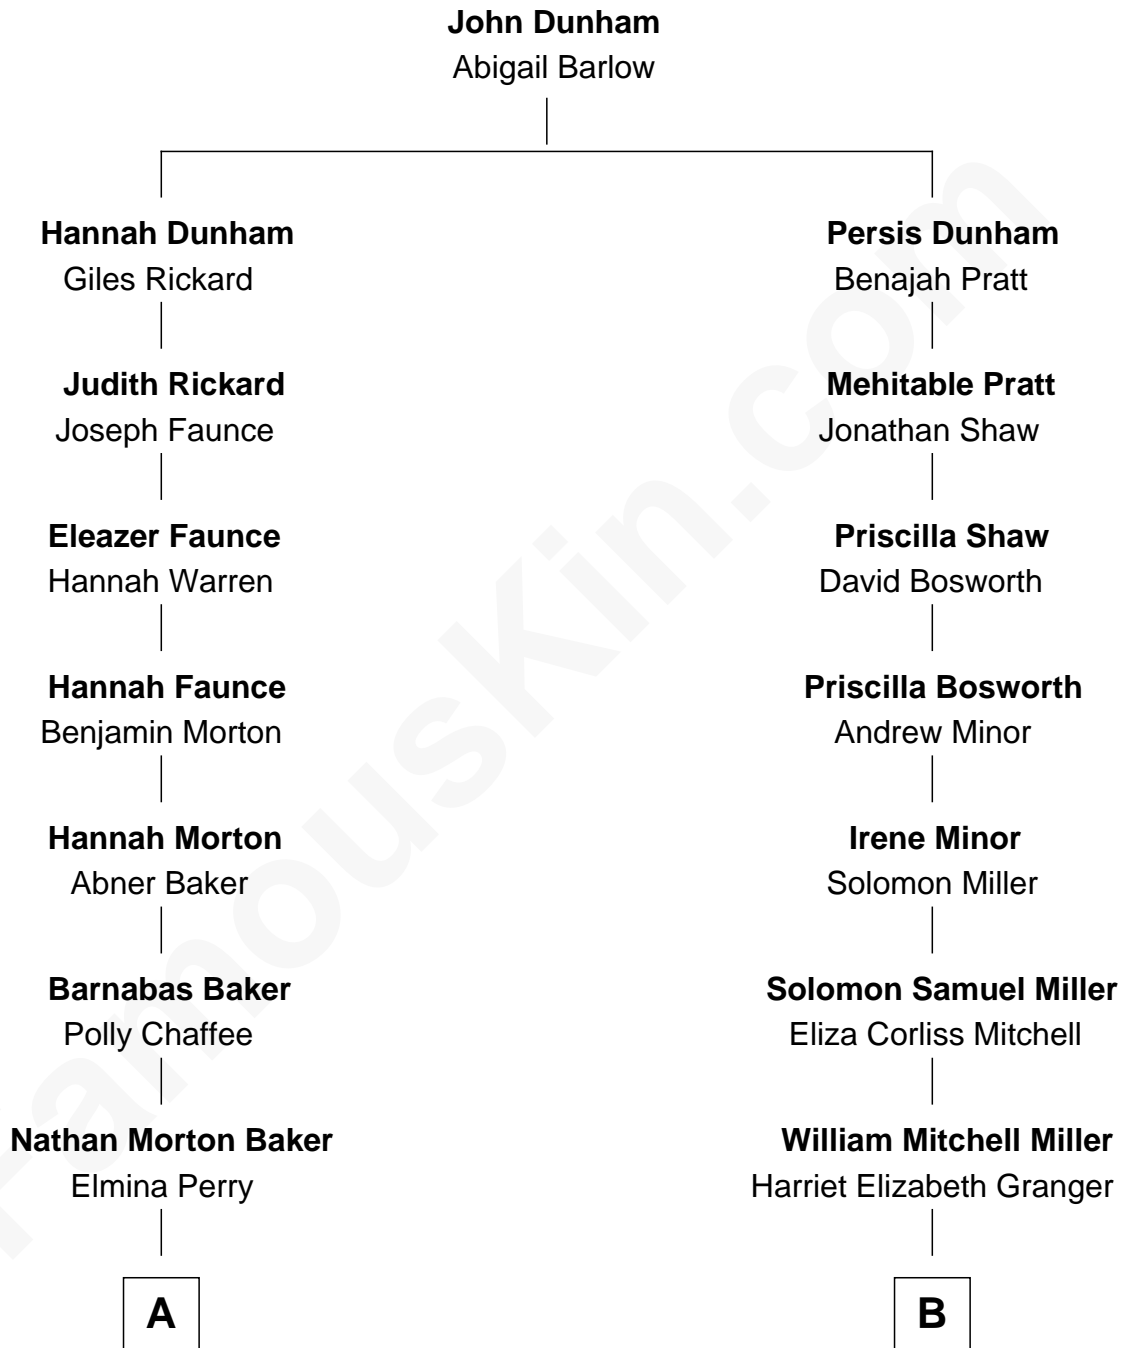 John Dunham
Abigail Barlow
Hannah Dunham
Giles Rickard
Judith Rickard
Joseph Faunce
Eleazer Faunce
Hannah Warren
Hannah Faunce
Benjamin Morton
Hannah Morton
Abner Baker
Barnabas Baker
Polly Chaffee
Nathan Morton Baker
Elmina Perry
A
Persis Dunham
Benajah Pratt
Mehitable Pratt
Jonathan Shaw
Priscilla Shaw
David Bosworth
Priscilla Bosworth
Andrew Minor
Irene Minor
Solomon Miller
Solomon Samuel Miller
Eliza Corliss Mitchell
William Mitchell Miller
Harriet Elizabeth Granger
B
FamousKin.com